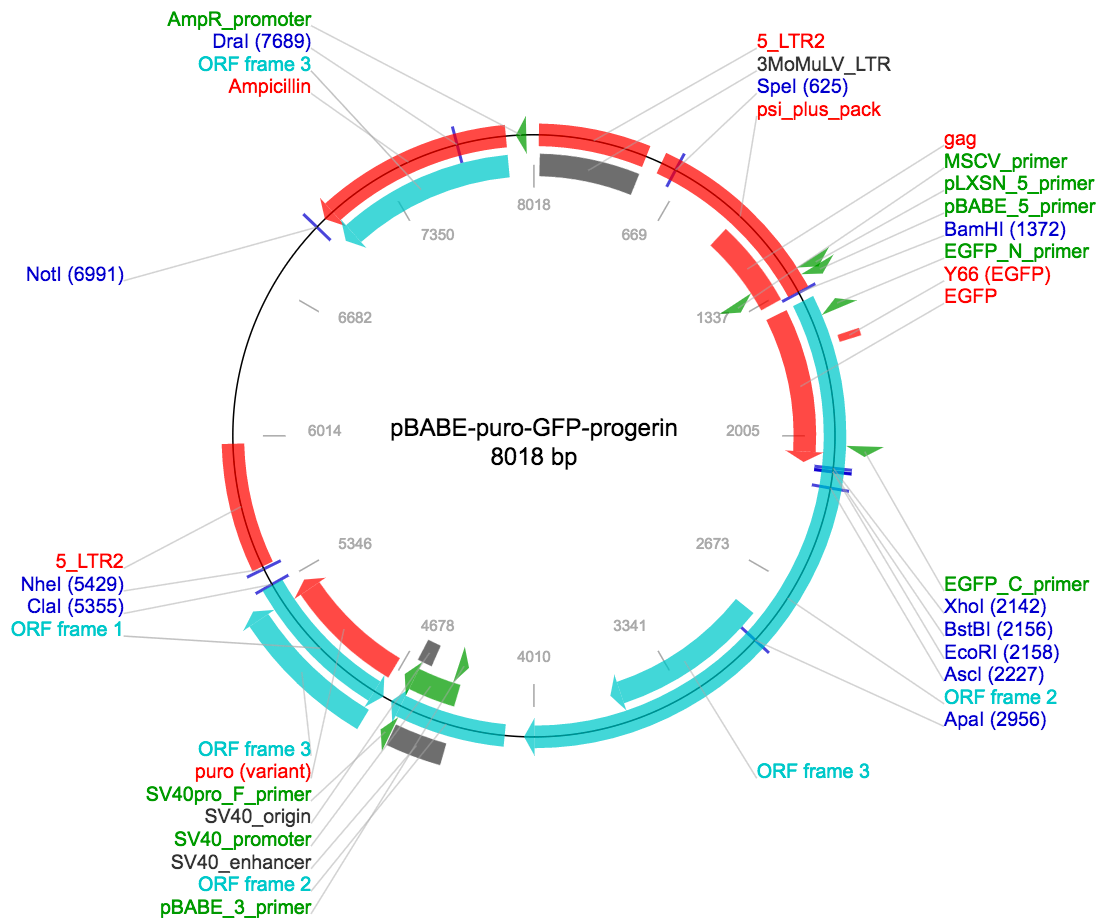 AmpR_promoter
DraI (7689)
ORF frame 3
Ampicillin
5_LTR2
3MoMuLV_LTR
SpeI (625)
psi_plus_pack
gag
MSCV_primer
pLXSN_5_primer
pBABE_5_primer
BamHI (1372)
EGFP_N_primer
Y66 (EGFP)
EGFP
8018
669
7350
NotI (6991)
6682
1337
pBABE-puro-GFP-progerin
8018 bp
6014
2005
5346
2673
5_LTR2
NheI (5429)
ClaI (5355)
ORF frame 1
4678
3341
4010
EGFP_C_primer
XhoI (2142)
BstBI (2156)
EcoRI (2158)
AscI (2227)
ORF frame 2
ApaI (2956)
ORF frame 3
ORF frame 3
puro (variant)
SV40pro_F_primer
SV40_origin
SV40_promoter
SV40_enhancer
ORF frame 2
pBABE_3_primer